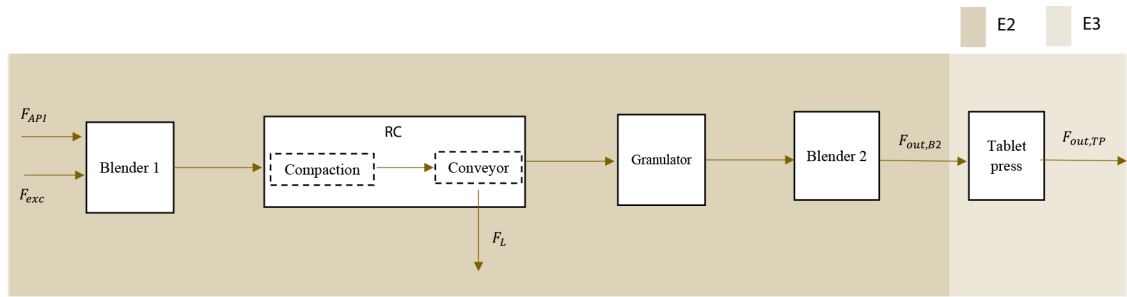 E2
E3
F_API
F_exc
Blender 1
RC
Compaction
Conveyor
F_L
Granulator
Blender 2
F_out,B2
Tablet
press
F_out,TP